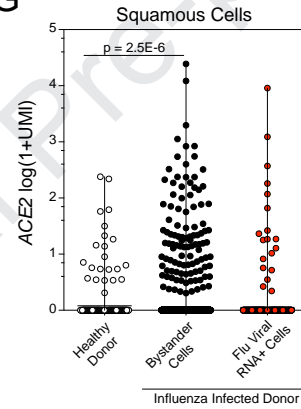 G
Squamous Cells
ACE2 log(1+UMI)
5
4
3
2
1
0
p = 2.5E-6
Healthy
Donor
Bystander
Cells
Flu Viral
RNA+ Cells
Influenza Infected Donor